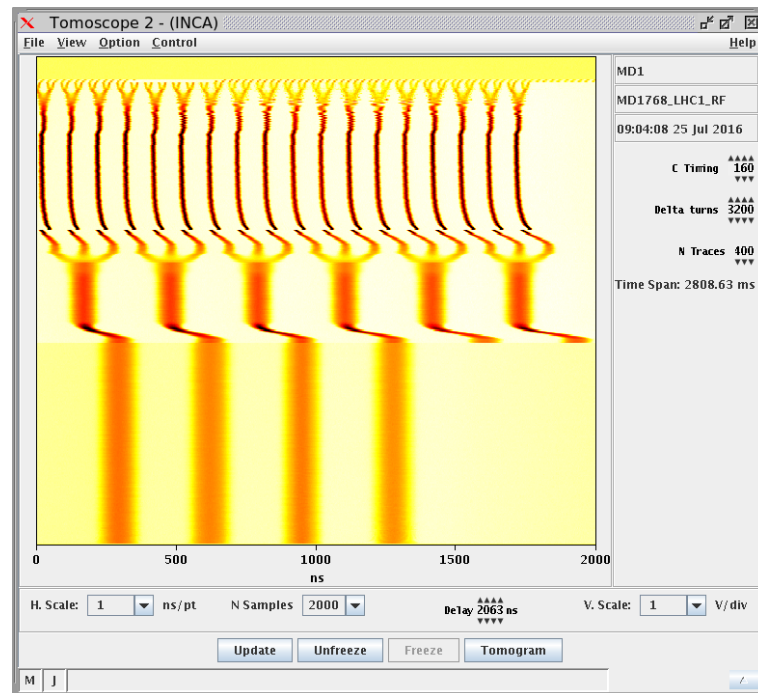 Tomoscope 2 - (INCA)
File View Option Control Help
MD1
MD1768_LHC1_RF
09:04:08 25 Jul 2016
C Timing 160
Delta turns 3200
N Traces 400
Time Span: 2808.63 ms
0 500 1000 1500 2000
ns
H. Scale: 1 ns/pt N Samples 2000 Delay 2063 ns V. Scale: 1 V/div
Update Unfreeze Freeze Tomogram
M J